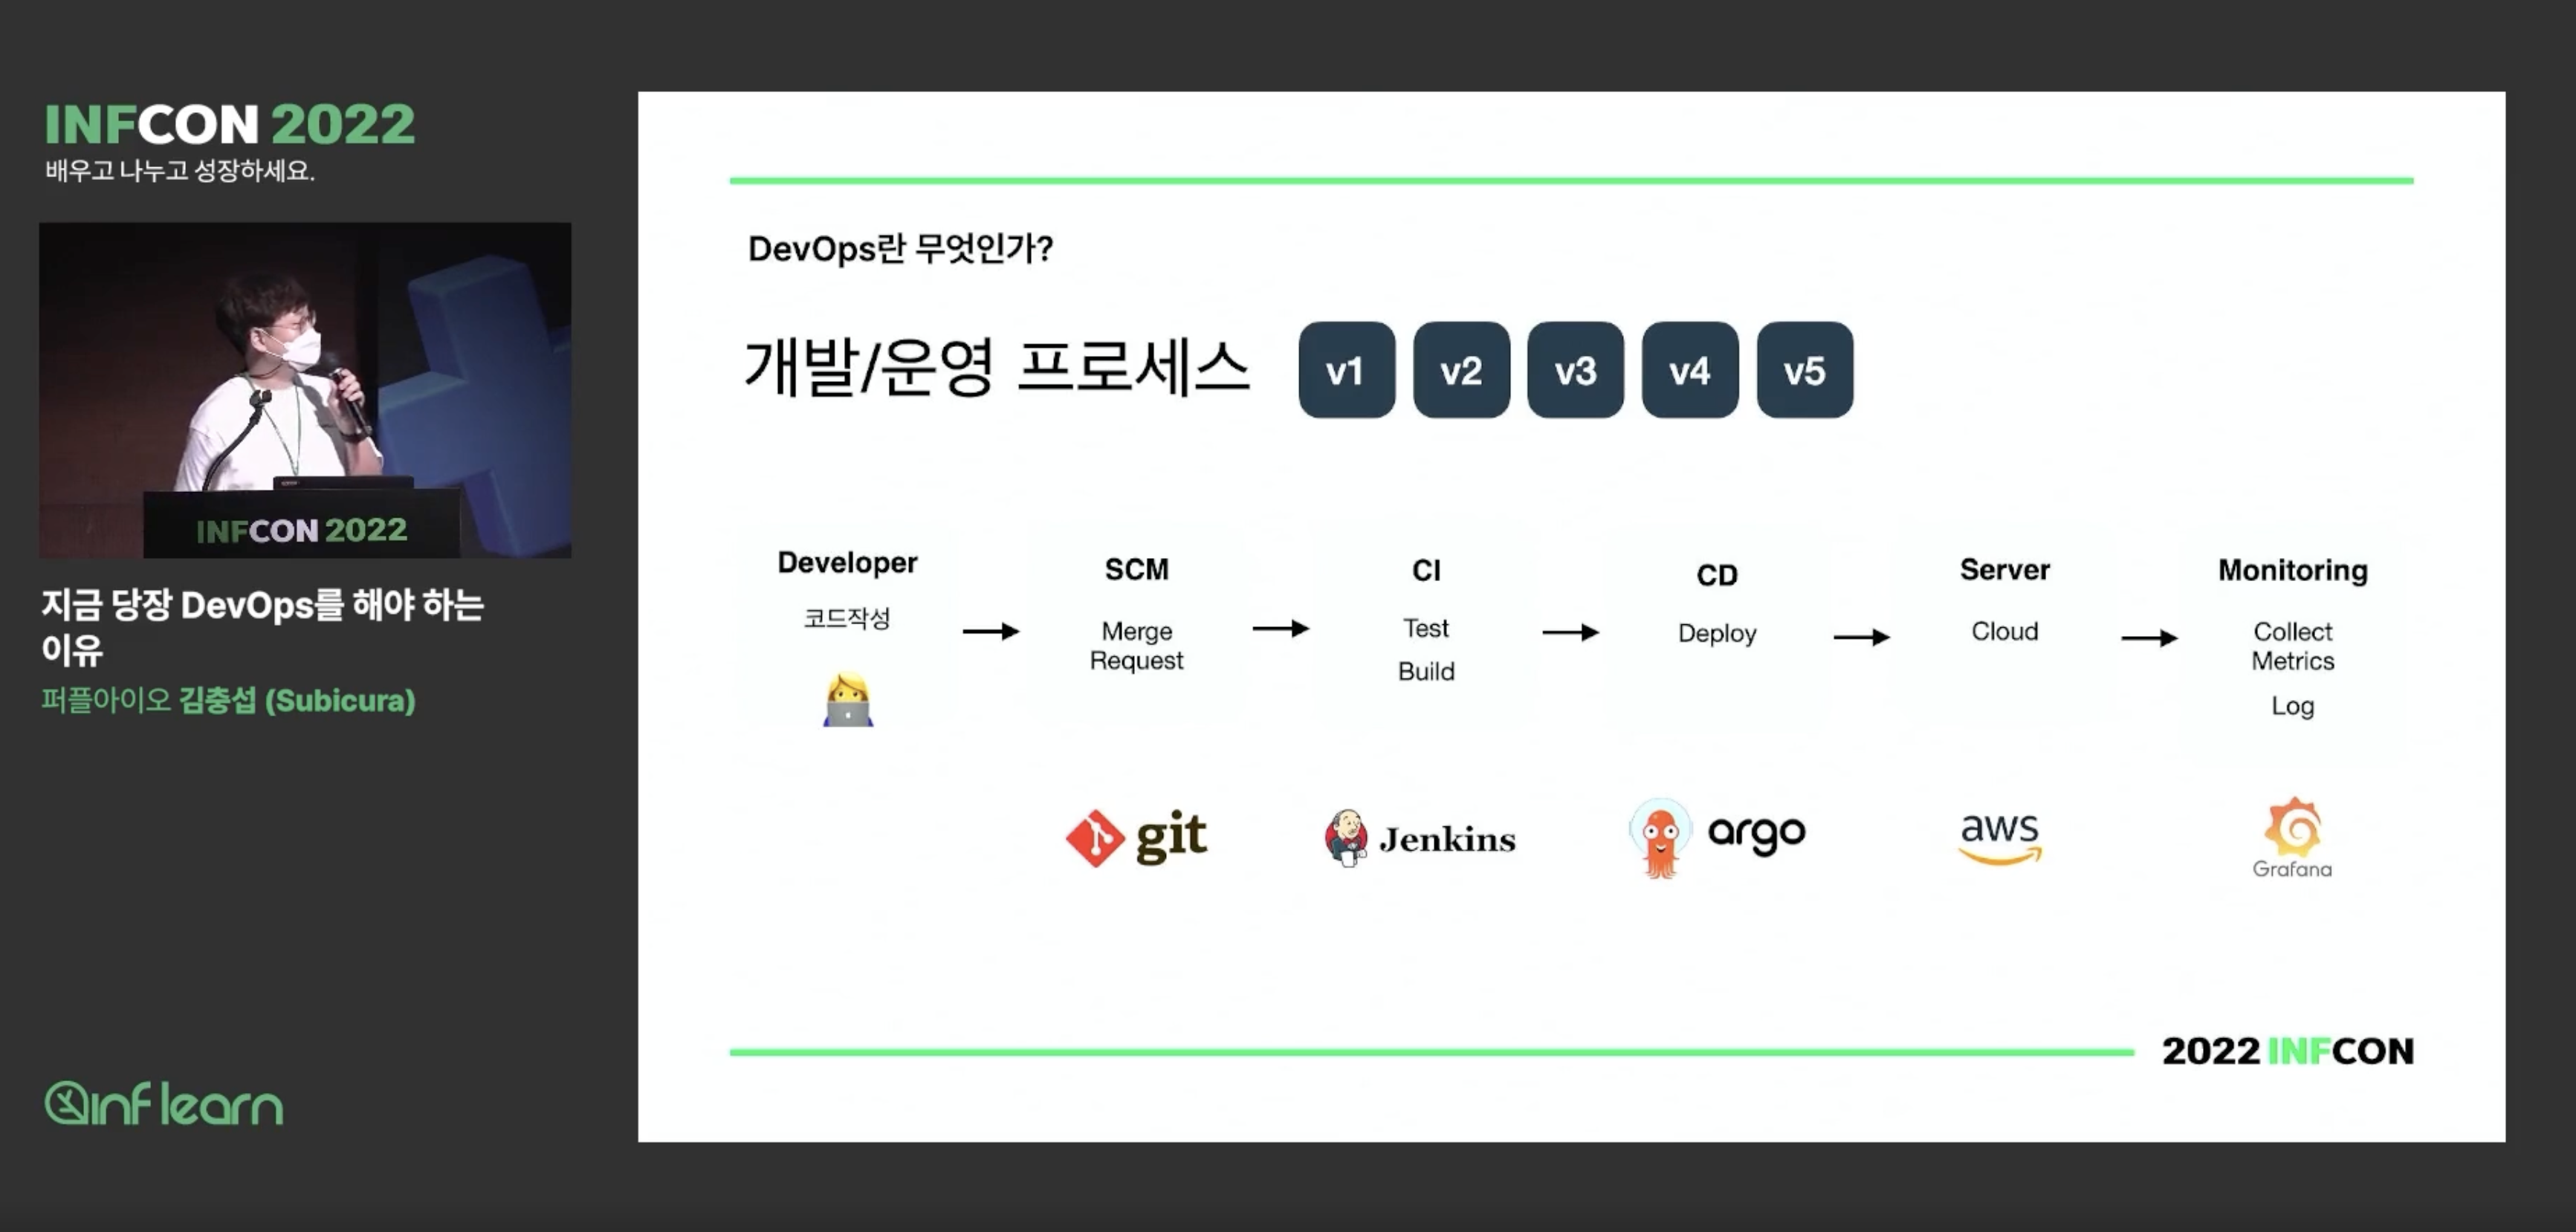 INFCON 2022
배우고 나누고 성장하세요.
INFCON 2022
지금 당장 DevOps를 해야 하는
이유
퍼플아이오 김충섭 (Subicura)
inflearn
DevOps란 무엇인가?
개발/운영 프로세스 v1 v2 v3 v4 v5
Developer
코드작성
SCM
Merge
Request
CI
Test
Build
CD
Deploy
Server
Cloud
Monitoring
Collect
Metrics
Log
git
Jenkins
argo
aws
Grafana
2022 INFCON